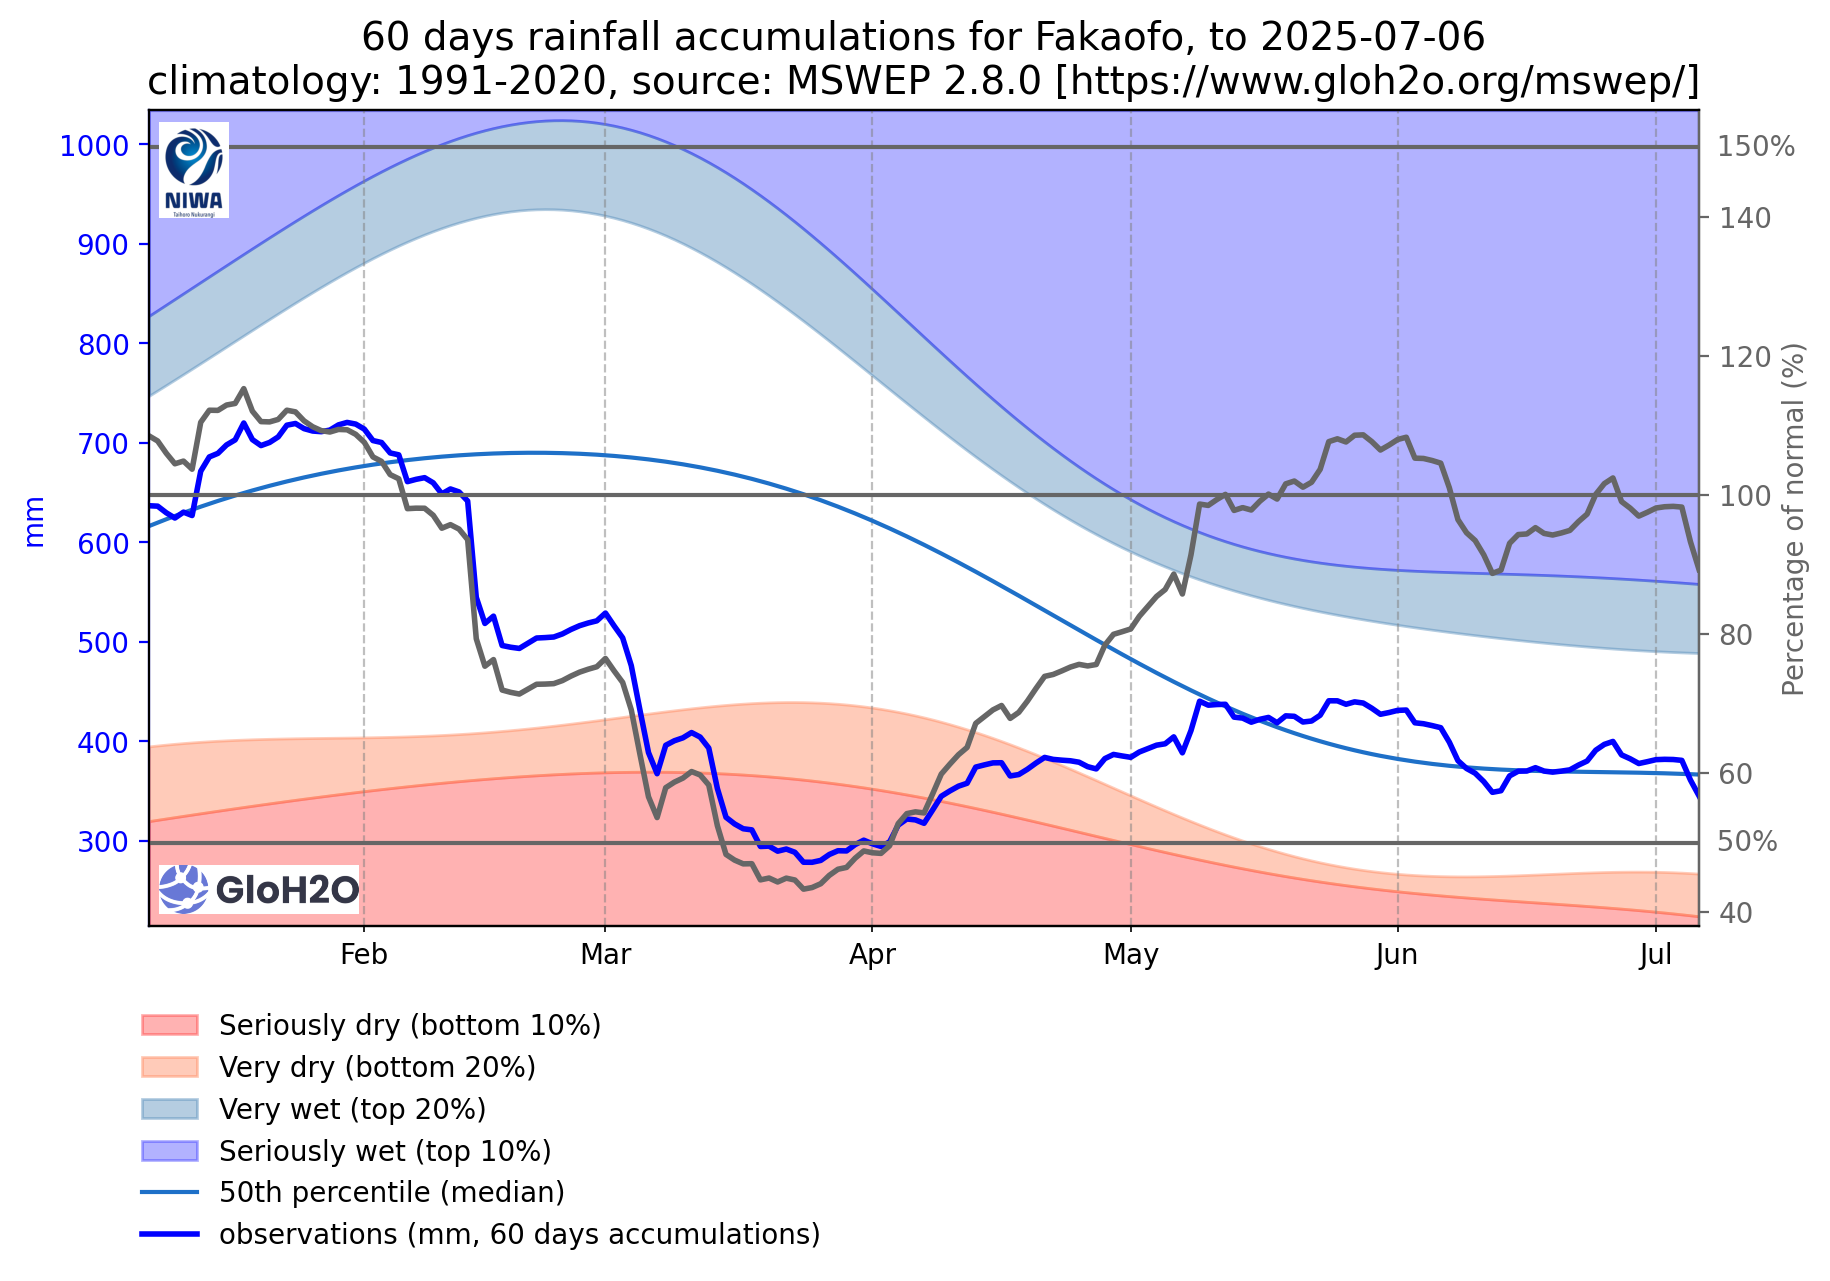 60 days rainfall accumulations for Fakaofo, to 2025-07-06
climatology: 1991-2020, source: MSWEP 2.8.0 [https://www.gloh2o.org/mswep/]
1000
900
800
700
600
500
400
300
mm
NIWA
Taihoro Nukurangi
GloH2O
150%
140
120
100
80
60
50%
40
Percentage of normal (%)
Feb
Mar
Apr
May
Jun
Jul
Seriously dry (bottom 10%)
Very dry (bottom 20%)
Very wet (top 20%)
Seriously wet (top 10%)
50th percentile (median)
observations (mm, 60 days accumulations)